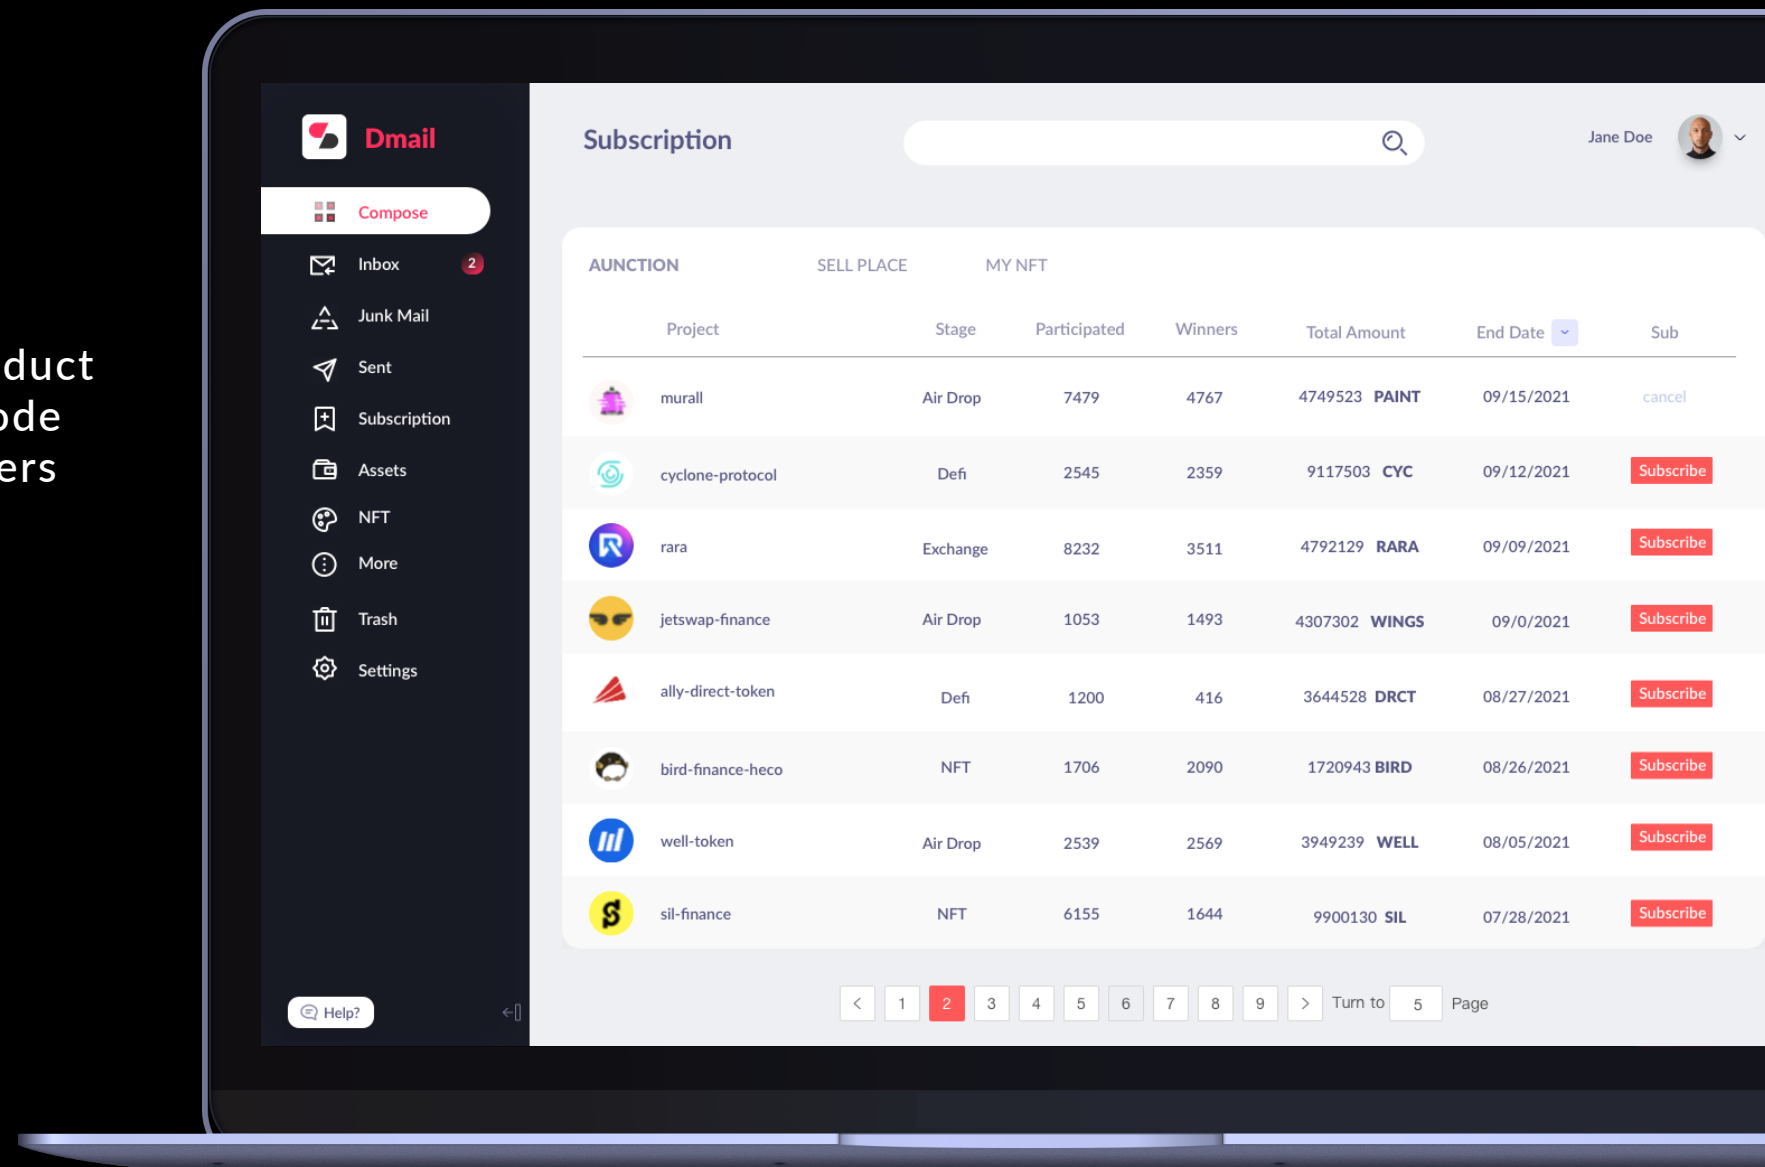 duct
ode
ers
Dmail
Compose
Inbox 2
Junk Mail
Sent
Subscription
Assets
NFT
More
Trash
Settings
Help?
Subscription
Jane Doe
AUNCTION SELL PLACE MY NFT
Project Stage Participated Winners Total Amount End Date Sub
murall Air Drop 7479 4767 4749523 PAINT 09/15/2021 cancel
cyclone-protocol Defi 2545 2359 9117503 CYC 09/12/2021 Subscribe
rara Exchange 8232 3511 4792129 RARA 09/09/2021 Subscribe
jetswap-finance Air Drop 1053 1493 4307302 WINGS 09/0/2021 Subscribe
ally-direct-token Defi 1200 416 3644528 DRCT 08/27/2021 Subscribe
bird-finance-heco NFT 1706 2090 1720943 BIRD 08/26/2021 Subscribe
well-token Air Drop 2539 2569 3949239 WELL 08/05/2021 Subscribe
sil-finance NFT 6155 1644 9900130 SIL 07/28/2021 Subscribe
< 1 2 3 4 5 6 7 8 9 > Turn to 5 Page